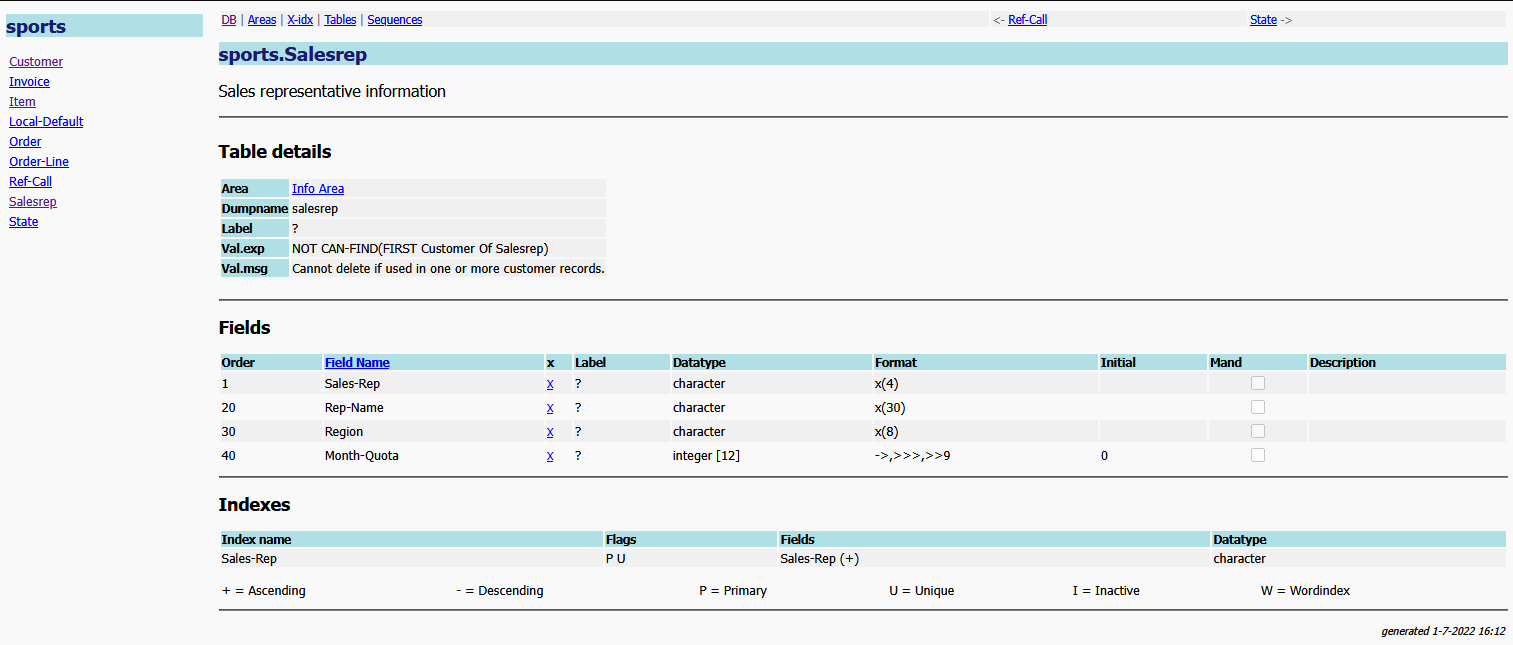 sports
Customer
Invoice
Item
Local-Default
Order
Order-Line
Ref-Call
Salesrep
State
DB | Areas | X-idx | Tables | Sequences <- Ref-Call State ->
sports.Salesrep
Sales representative information
Table details
Area Info Area
Dumpname salesrep
Label ?
Val.exp NOT CAN-FIND(FIRST Customer Of Salesrep)
Val.msg Cannot delete if used in one or more customer records.
Fields
Order Field Name x Label Datatype Format Initial Mand Description
1 Sales-Rep X ? character x(4)
20 Rep-Name X ? character x(30)
30 Region X ? character x(8)
40 Month-Quota X ? integer [12] ->,>>>,>>9 0
Indexes
Index name Flags Fields Datatype
Sales-Rep P U Sales-Rep (+) character
+ = Ascending - = Descending P = Primary U = Unique I = Inactive W = Wordindex
generated 1-7-2022 16:12